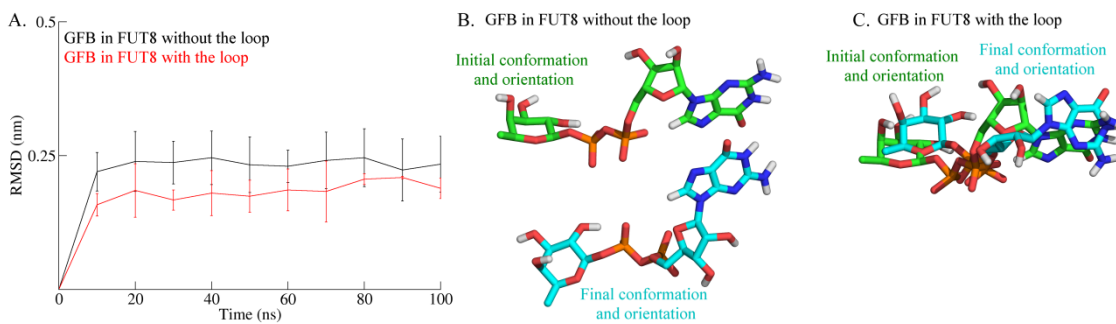 A.
0.5
GFB in FUT8 without the loop
GFB in FUT8 with the loop
RMSD (nm)
0.25
0
20
40
60
80
100
Time (ns)
B.
GFB in FUT8 without the loop
Initial conformation
and orientation
Final conformation
and orientation
C.
GFB in FUT8 with the loop
Initial conformation
and orientation
Final conformation
and orientation